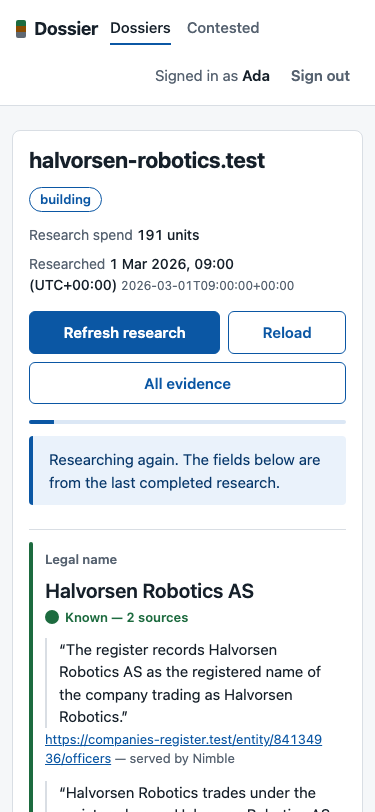 Dossier Dossiers Contested
Signed in as Ada Sign out
halvorsen-robotics.test
building
Research spend 191 units
Researched 1 Mar 2026, 09:00
(UTC+00:00) 2026-03-01T09:00:00+00:00
Refresh research Reload
All evidence
Researching again. The fields below are
from the last completed research.
Legal name
Halvorsen Robotics AS
Known — 2 sources
“The register records Halvorsen
Robotics AS as the registered name of
the company trading as Halvorsen
Robotics.”
https://companies-register.test/entity/841349
36/officers — served by Nimble
“Halvorsen Robotics trades under the